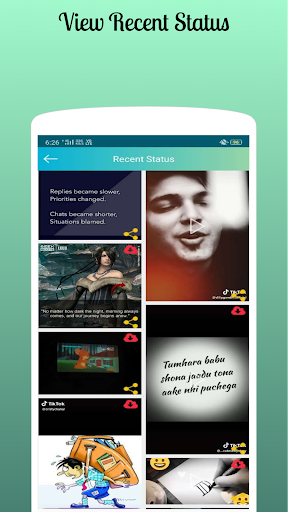 View Recent Status
6:26
Recent Status
Replies became slower,
Priorities changed.
Chats became shorter,
Situations blamed.
"No mader how dark the night, morning always
comes, and our journey begins anew."
TikTok
TikTok
Tumhara babu
shona jaadu tona
aake nhi puchega
TikTok